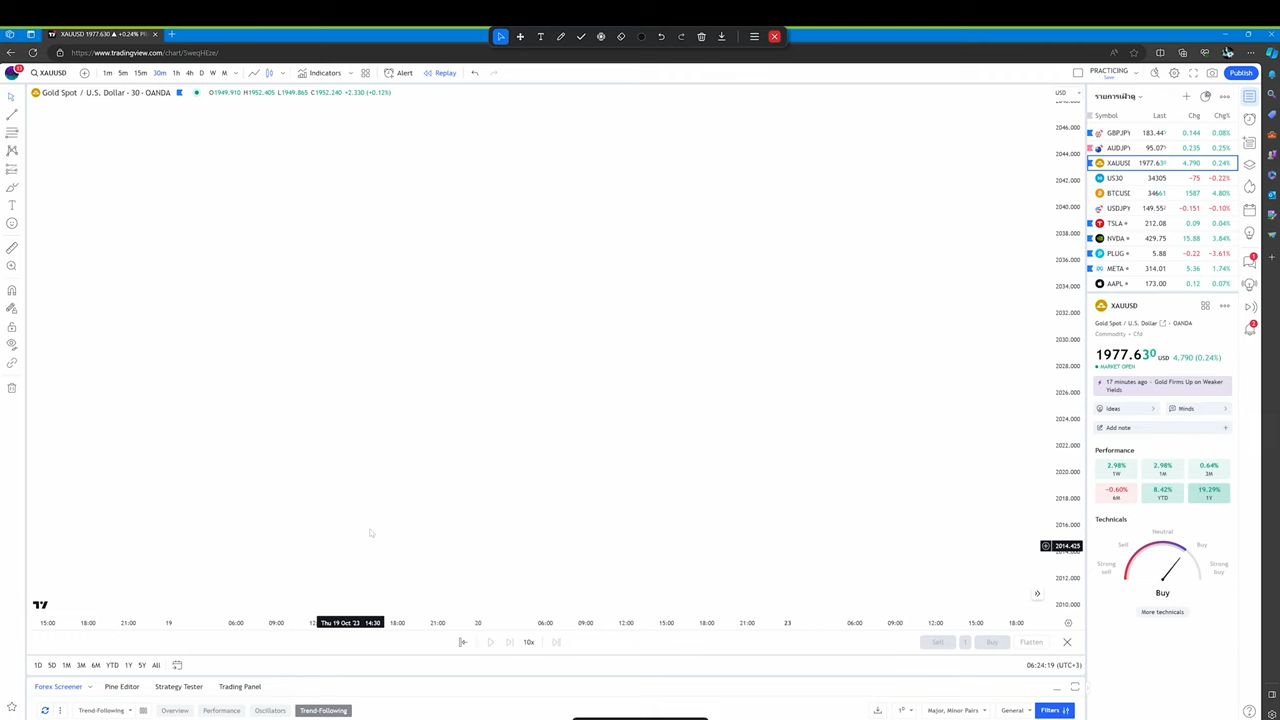 XAUUSD 1977.630 ▲ +0.24% P
https://www.tradingview.com/chart/5weqHEze/
XAUUSD 1m 5m 15m 30m 1h 4h D W M Indicators Alert Replay PRACTICING Save Publish
Gold Spot / U.S. Dollar · 30 · OANDA O1949.910 H1952.405 L1949.865 C1952.240 +2.330 (+0.12%) USD
2046.000
2044.000
2042.000
2040.000
2038.000
2036.000
2034.000
2032.000
2030.000
2028.000
2026.000
2024.000
2022.000
2020.000
2018.000
2016.000
2014.425
2012.000
2010.000
15:00 18:00 21:00 19 06:00 09:00 12 Thu 19 Oct '23 14:30 18:00 21:00 20 06:00 09:00 12:00 15:00 18:00 21:00 23 06:00 09:00 12:00 15:00 18:00
10x Sell 1 Buy Flatten
1D 5D 1M 3M 6M YTD 1Y 5Y All 06:24:19 (UTC+3)
Forex Screener Pine Editor Strategy Tester Trading Panel
Trend-Following Overview Performance Oscillators Trend-Following 1D Major, Minor Pairs General Filters
รายการเฝ้าดู
Symbol Last Chg Chg%
GBPJPY 183.445 0.144 0.08%
AUDJPY 95.075 0.235 0.25%
XAUUSD 1977.630 4.790 0.24%
US30 34305 −75 −0.22%
BTCUSD 34661 1587 4.80%
USDJPY 149.552 −0.151 −0.10%
TSLA 212.08 0.09 0.04%
NVDA 429.75 15.88 3.84%
PLUG 5.88 −0.22 −3.61%
META 314.01 5.36 1.74%
AAPL 173.00 0.12 0.07%
XAUUSD
Gold Spot / U.S. Dollar · OANDA
Commodity · Cfd
1977.630 USD 4.790 (0.24%)
MARKET OPEN
17 minutes ago · Gold Firms Up on Weaker
Yields
Ideas Minds
Add note
Performance
2.98% 2.98% 0.64%
1W 1M 3M
−0.60% 8.42% 19.29%
6M YTD 1Y
Technicals
Neutral
Sell Buy
Strong sell Strong buy
Buy
More technicals